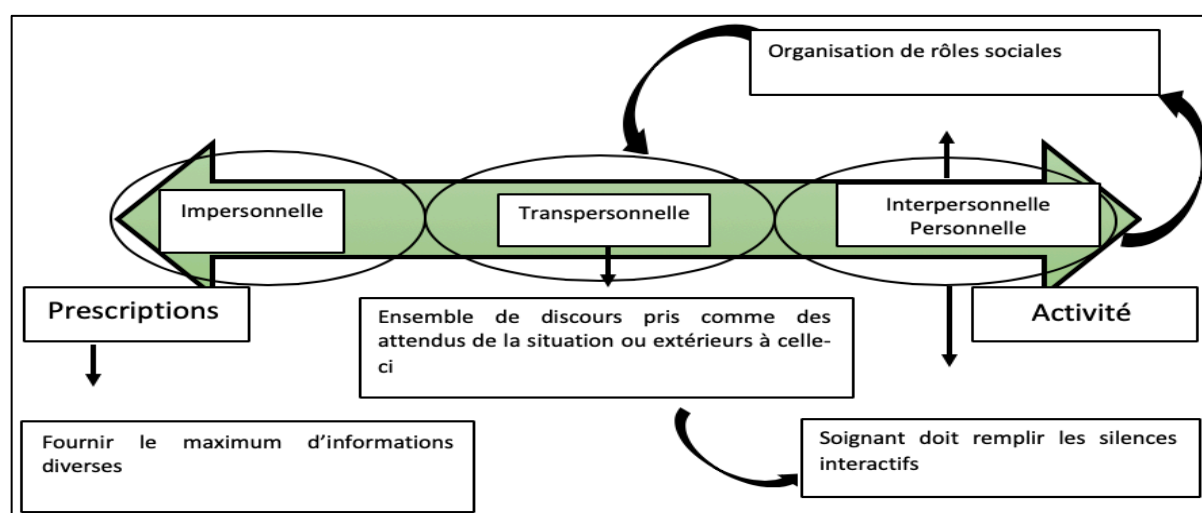 Organisation de rôles sociales
Impersonnelle
Transpersonnelle
Interpersonnelle
Personnelle
Prescriptions
Ensemble de discours pris comme des
attendus de la situation ou extérieurs à celle-
ci
Activité
Fournir le maximum d’informations
diverses
Soignant doit remplir les silences
interactifs